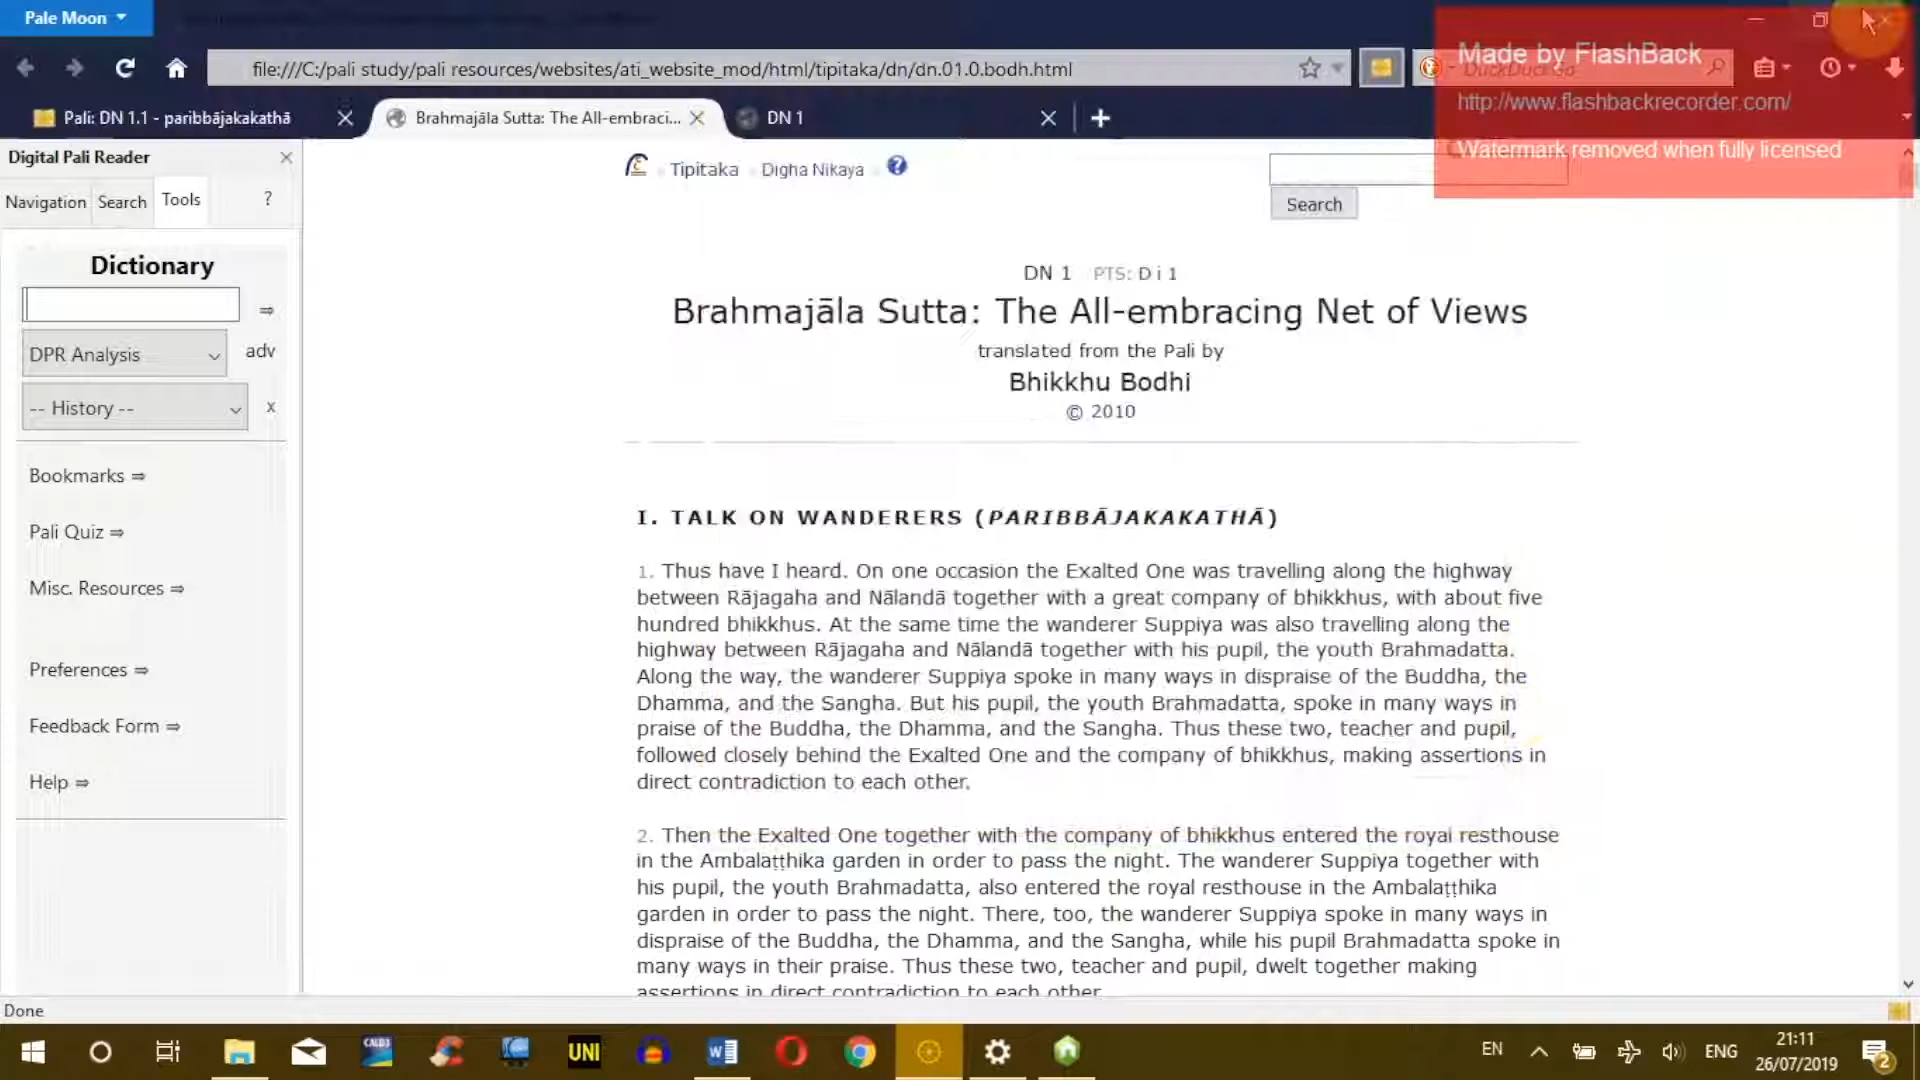 Pale Moon
file:///C:/pali study/pali resources/websites/ati_website_mod/html/tipitaka/dn/dn.01.0.bodh.html
DuckDuckGo
Made by FlashBack
http://www.flashbackrecorder.com/
Watermark removed when fully licensed
Pali: DN 1.1 - paribbājakakathā
Brahmajāla Sutta: The All-embraci...
DN 1
Digital Pali Reader
Navigation Search Tools ?
Dictionary
⇒
DPR Analysis adv
-- History -- x
Bookmarks ⇒
Pali Quiz ⇒
Misc. Resources ⇒
Preferences ⇒
Feedback Form ⇒
Help ⇒
Tipitaka Digha Nikaya ?
Search
DN 1 PTS: D i 1
Brahmajāla Sutta: The All-embracing Net of Views
translated from the Pali by
Bhikkhu Bodhi
© 2010
I. TALK ON WANDERERS (PARIBBĀJAKAKATHĀ)
1. Thus have I heard. On one occasion the Exalted One was travelling along the highway
between Rājagaha and Nālandā together with a great company of bhikkhus, with about five
hundred bhikkhus. At the same time the wanderer Suppiya was also travelling along the
highway between Rājagaha and Nālandā together with his pupil, the youth Brahmadatta.
Along the way, the wanderer Suppiya spoke in many ways in dispraise of the Buddha, the
Dhamma, and the Sangha. But his pupil, the youth Brahmadatta, spoke in many ways in
praise of the Buddha, the Dhamma, and the Sangha. Thus these two, teacher and pupil,
followed closely behind the Exalted One and the company of bhikkhus, making assertions in
direct contradiction to each other.
2. Then the Exalted One together with the company of bhikkhus entered the royal resthouse
in the Ambalaṭṭhika garden in order to pass the night. The wanderer Suppiya together with
his pupil, the youth Brahmadatta, also entered the royal resthouse in the Ambalaṭṭhika
garden in order to pass the night. There, too, the wanderer Suppiya spoke in many ways in
dispraise of the Buddha, the Dhamma, and the Sangha, while his pupil Brahmadatta spoke in
many ways in their praise. Thus these two, teacher and pupil, dwelt together making
assertions in direct contradiction to each other.
Done
CALD3
UNI
EN
ENG
21:11
26/07/2019
2